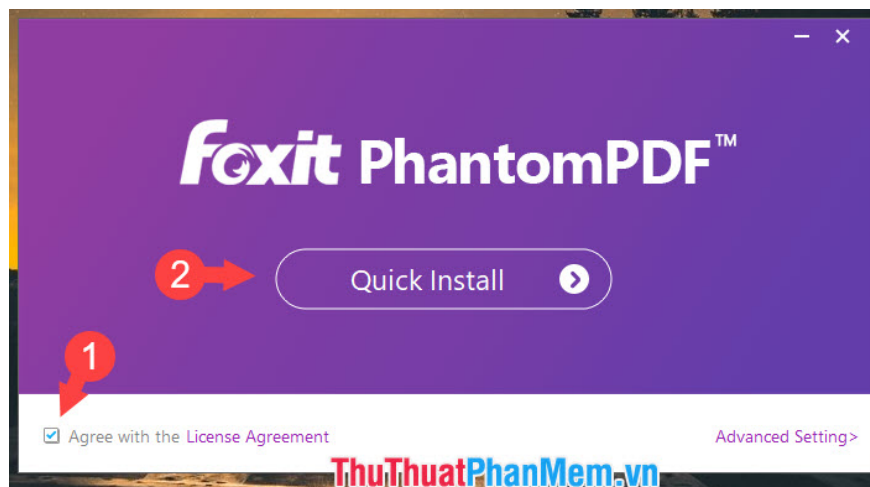 foxit PhantomPDF™
2
Quick Install
1
Agree with the License Agreement
Advanced Setting>
ThuThuatPhanMem.vn